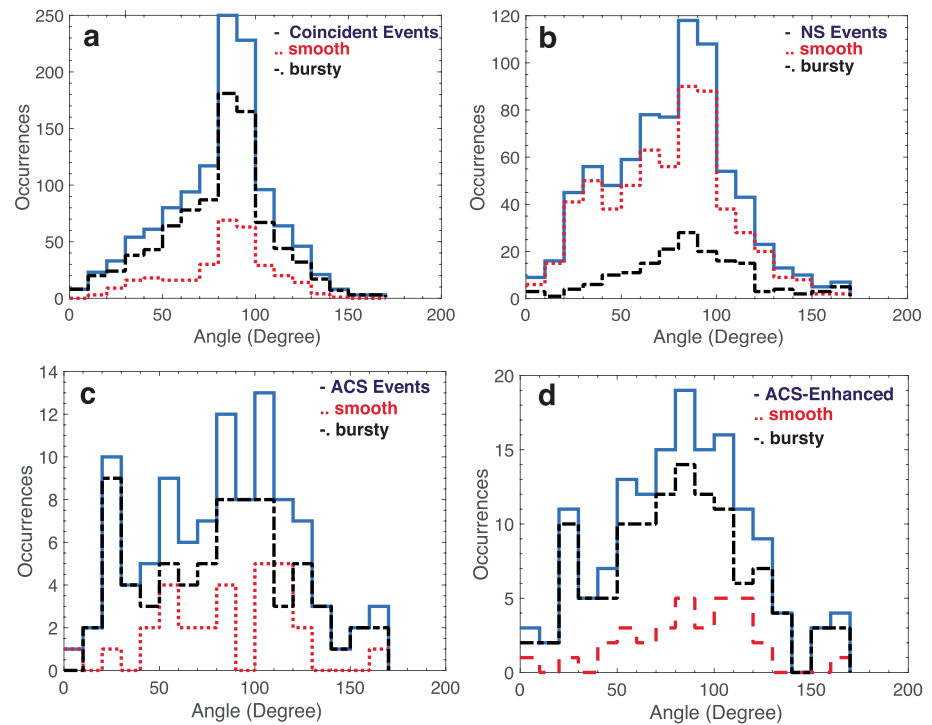 a
- Coincident Events
.. smooth
-. bursty
250
200
150
100
50
0
Occurrences
0 50 100 150 200
Angle (Degree)
b
- NS Events
.. smooth
-. bursty
120
100
80
60
40
20
0
Occurrences
0 50 100 150 200
Angle (Degree)
c
- ACS Events
.. smooth
-. bursty
14
12
10
8
6
4
2
0
Occurrences
0 50 100 150 200
Angle (Degree)
d
- ACS-Enhanced
.. smooth
-. bursty
20
15
10
5
0
Occurrences
0 50 100 150 200
Angle (Degree)